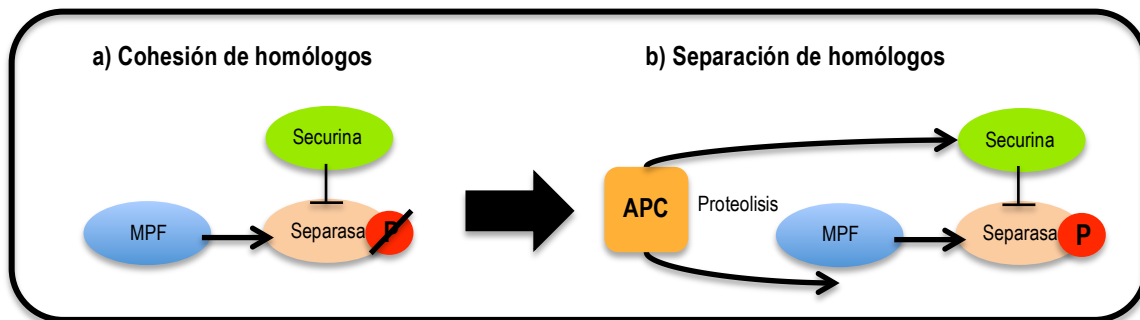 a) Cohesión de homólogos
Securina
MPF
Separasa
P
b) Separación de homólogos
Securina
APC
Proteolisis
MPF
Separasa
P